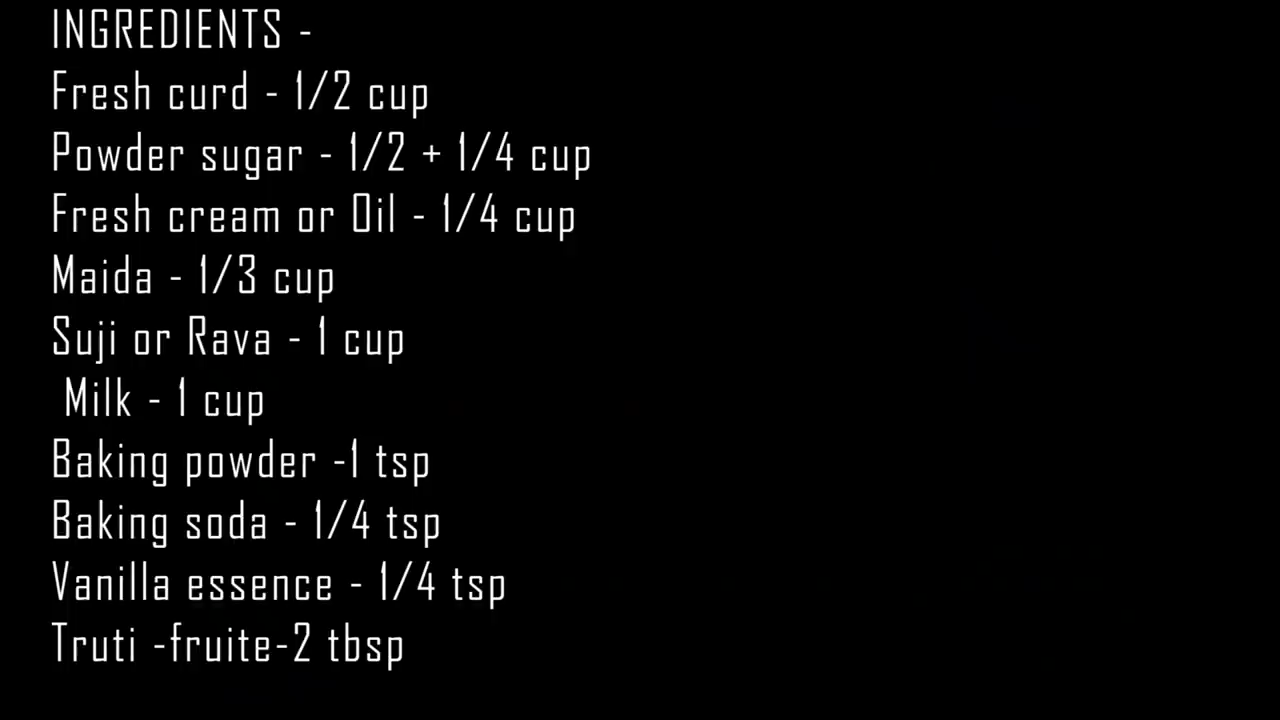 INGREDIENTS -
Fresh curd - 1/2 cup
Powder sugar - 1/2 + 1/4 cup
Fresh cream or Oil - 1/4 cup
Maida - 1/3 cup
Suji or Rava - 1 cup
Milk - 1 cup
Baking powder -1 tsp
Baking soda - 1/4 tsp
Vanilla essence - 1/4 tsp
Truti -fruite-2 tbsp